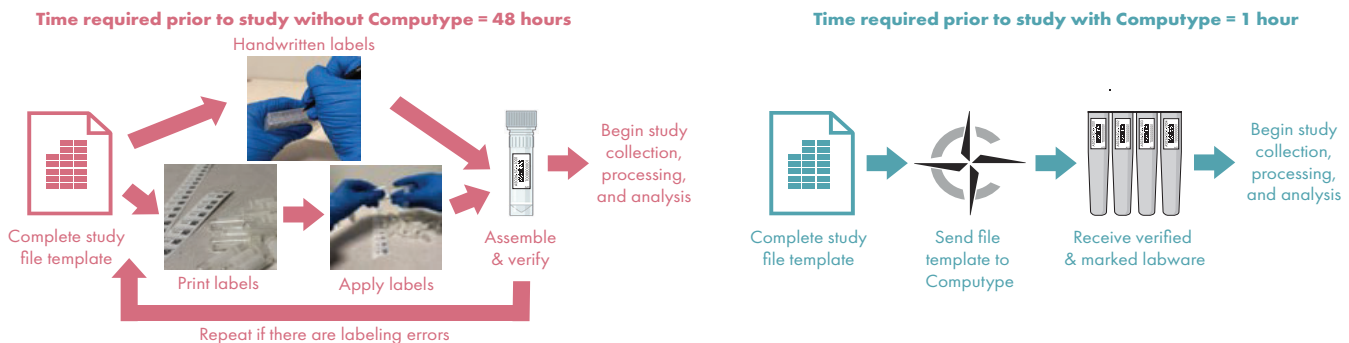 Time required prior to study without Computype = 48 hours
Handwritten labels
Complete study
file template
Print labels
Apply labels
Assemble
& verify
Begin study
collection,
processing,
and analysis
Repeat if there are labeling errors
Time required prior to study with Computype = 1 hour
Complete study
file template
Send file
template to
Computype
Receive verified
& marked labware
Begin study
collection,
processing,
and analysis